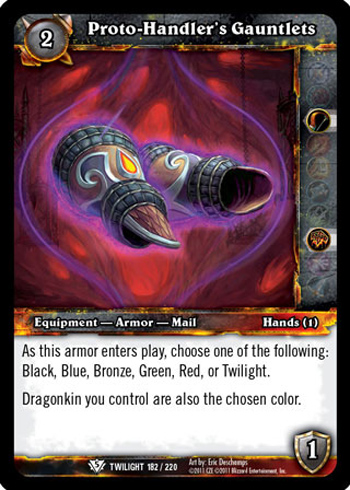 2
Proto-Handler's Gauntlets
Equipment — Armor — Mail Hands (1)
As this armor enters play, choose one of the following:
Black, Blue, Bronze, Green, Red, or Twilight.
Dragonkin you control are also the chosen color.
1
TWILIGHT 182 / 220
Art by: Eric Deschamps
©2011 CZE ©2011 Blizzard Entertainment, Inc.